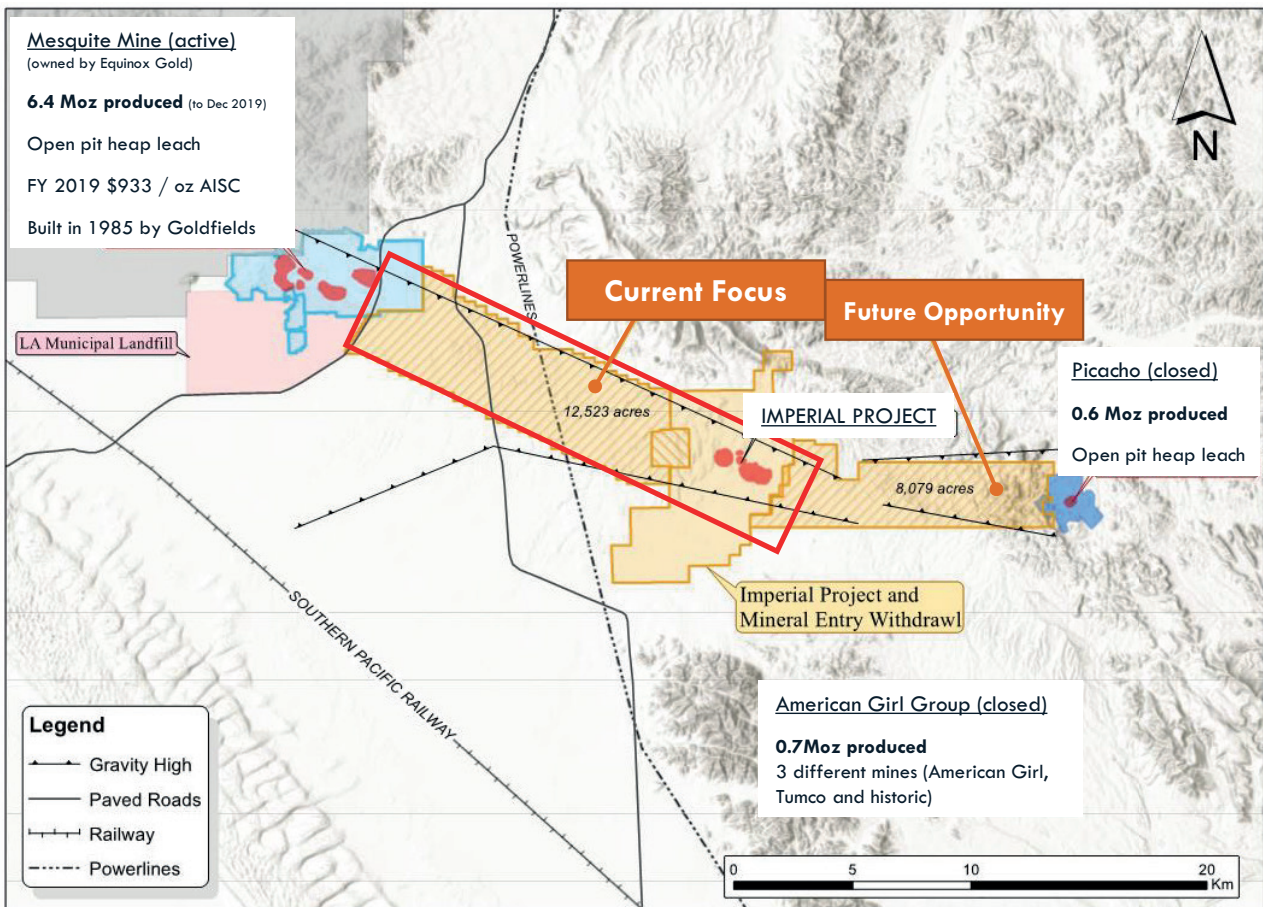 Mesquite Mine (active)
(owned by Equinox Gold)
6.4 Moz produced (to Dec 2019)
Open pit heap leach
FY 2019 $933 / oz AISC
Built in 1985 by Goldfields
N
POWERLINES
Current Focus
Future Opportunity
LA Municipal Landfill
Picacho (closed)
0.6 Moz produced
Open pit heap leach
12,523 acres
IMPERIAL PROJECT
8,079 acres
Imperial Project and
Mineral Entry Withdrawl
SOUTHERN PACIFIC RAILWAY
American Girl Group (closed)
0.7Moz produced
3 different mines (American Girl,
Tumco and historic)
Legend
Gravity High
Paved Roads
Railway
Powerlines
0 5 10 20
Km